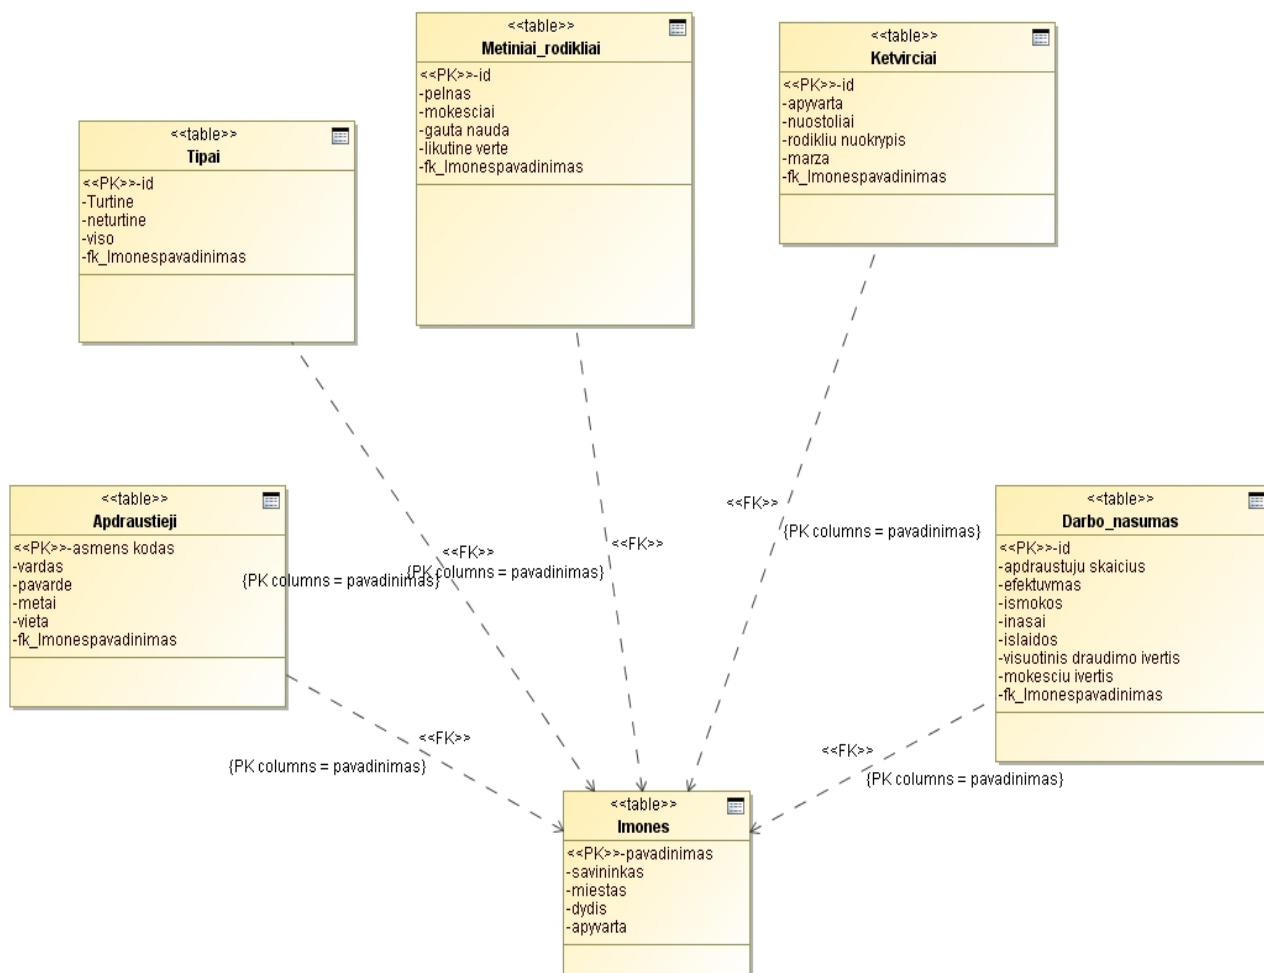 <<table>>
Metiniai_rodikliai
<<PK>>-id
-pelnas
-mokesciai
-gauta nauda
-likutine verte
-fk_Imonespavadinimas
<<table>>
Ketvirciai
<<PK>>-id
-apyvarta
-nuostoliai
-rodikliu nuokrypis
-marza
-fk_Imonespavadinimas
<<table>>
Tipai
<<PK>>-id
-Turtine
-neturtine
-viso
-fk_Imonespavadinimas
<<table>>
Apdraustieji
<<PK>>-asmens kodas
-vardas
-pavarde
-metai
-vieta
-fk_Imonespavadinimas
<<FK>>
{PK columns = pavadinimas}
<<FK>>
{PK columns = pavadinimas}
<<FK>>
{PK columns = pavadinimas}
<<table>>
Darbo_nasumas
<<PK>>-id
-apdraustuju skaicius
-efektuvmas
-ismokos
-inasai
-islaidos
-visuotinis draudimo ivertis
-mokesciu ivertis
-fk_Imonespavadinimas
<<FK>>
{PK columns = pavadinimas}
<<FK>>
{PK columns = pavadinimas}
<<table>>
Imones
<<PK>>-pavadinimas
-savininkas
-miestas
-dydis
-apyvarta